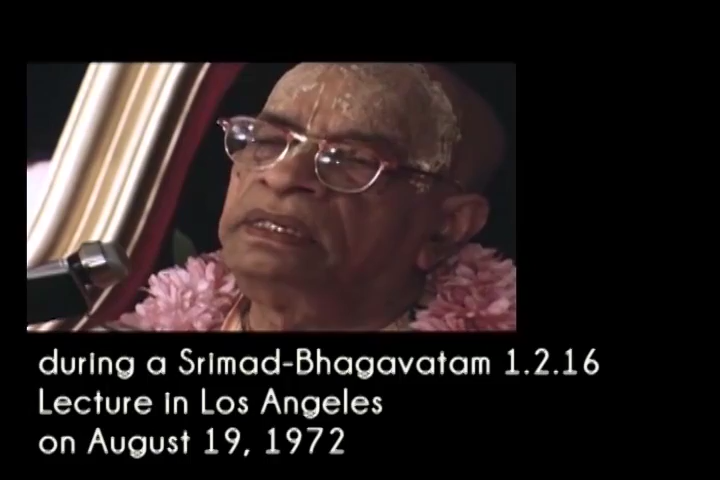 during a Srimad-Bhagavatam 1.2.16
Lecture in Los Angeles
on August 19, 1972